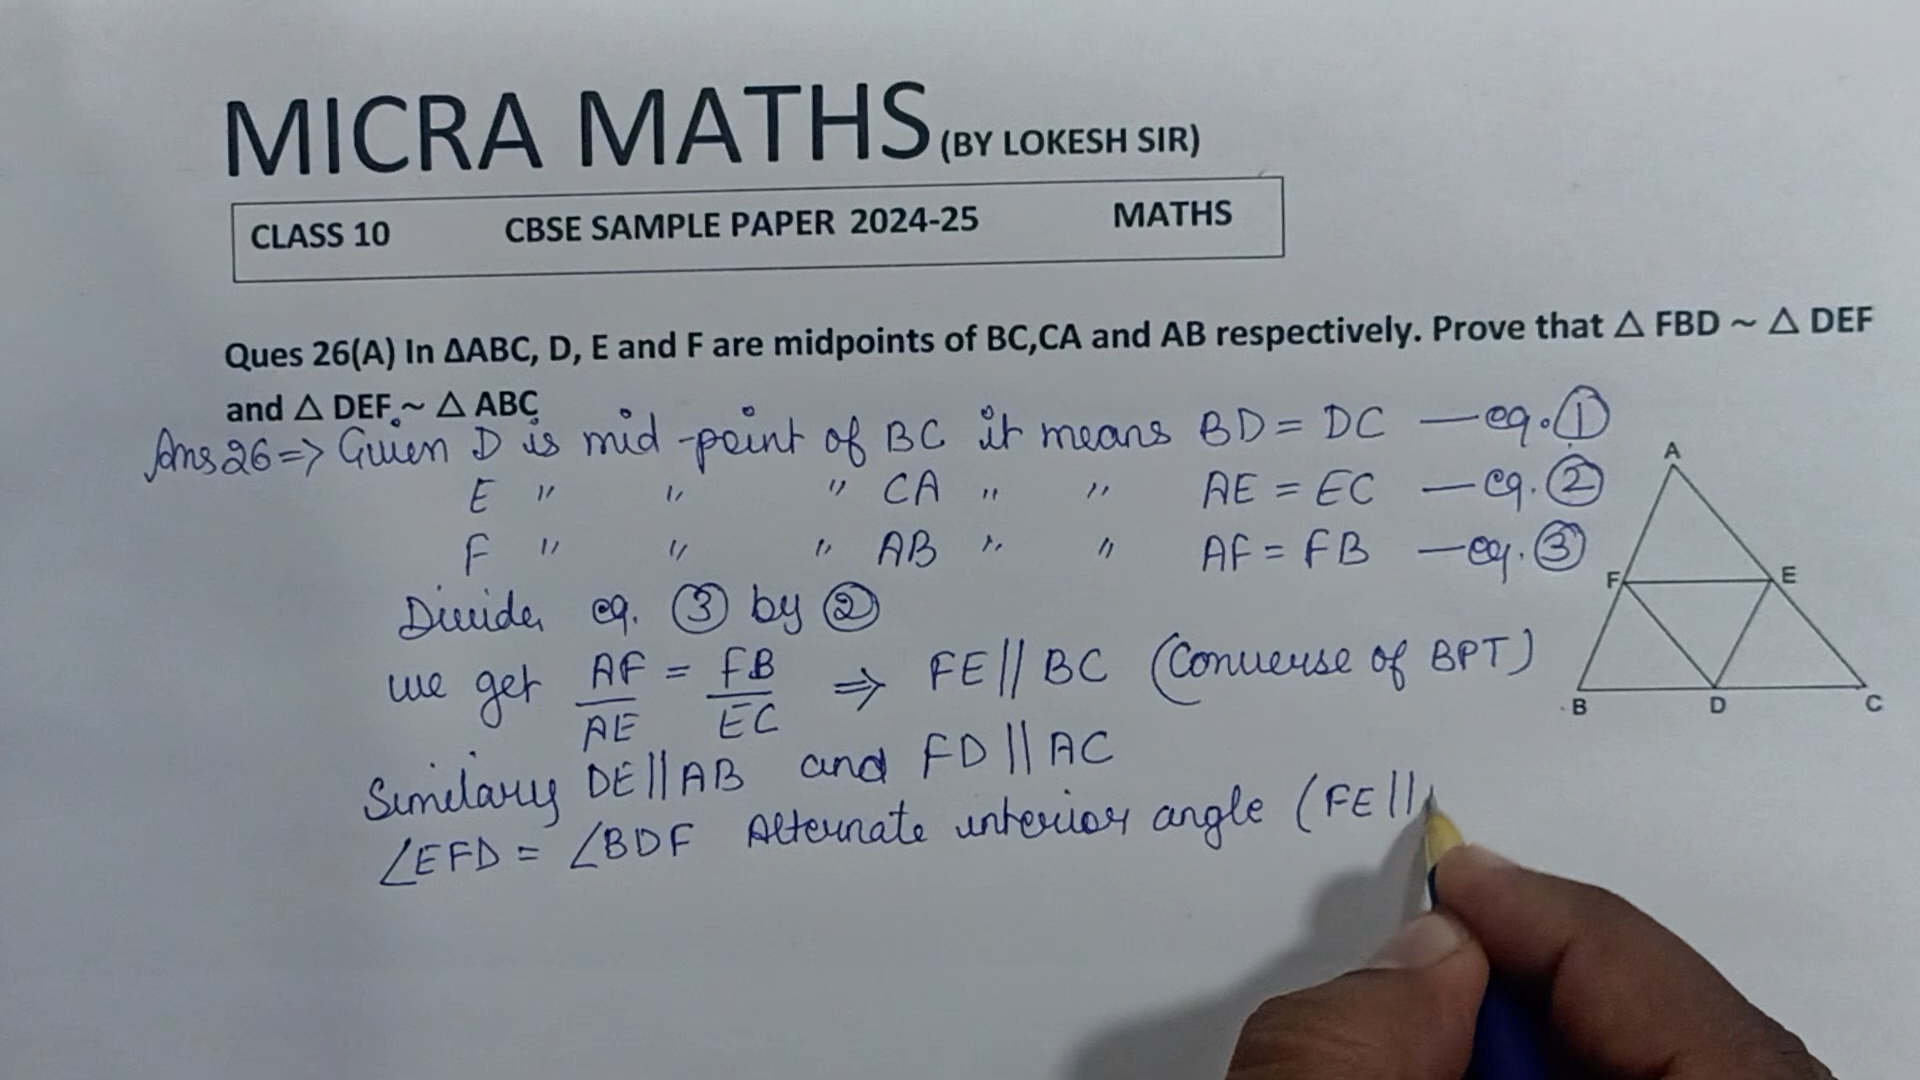 MICRA MATHS (BY LOKESH SIR)
CLASS 10 CBSE SAMPLE PAPER 2024-25 MATHS
Ques 26(A) In ΔABC, D, E and F are midpoints of BC,CA and AB respectively. Prove that △ FBD ~ △ DEF
and △ DEF ~ △ ABC
Ans 26 => Given D is mid-point of BC it means BD = DC — eq. ①
E " " " CA " " AE = EC — eq. ②
F " " " AB " " AF = FB — eq. ③
Divide eq. ③ by ②
we get AF/AE = FB/EC ⇒ FE || BC (Converse of BPT)
Similary DE || AB and FD || AC
∠EFD = ∠BDF Alternate interior angle (FE ||
A
F
E
B
D
C